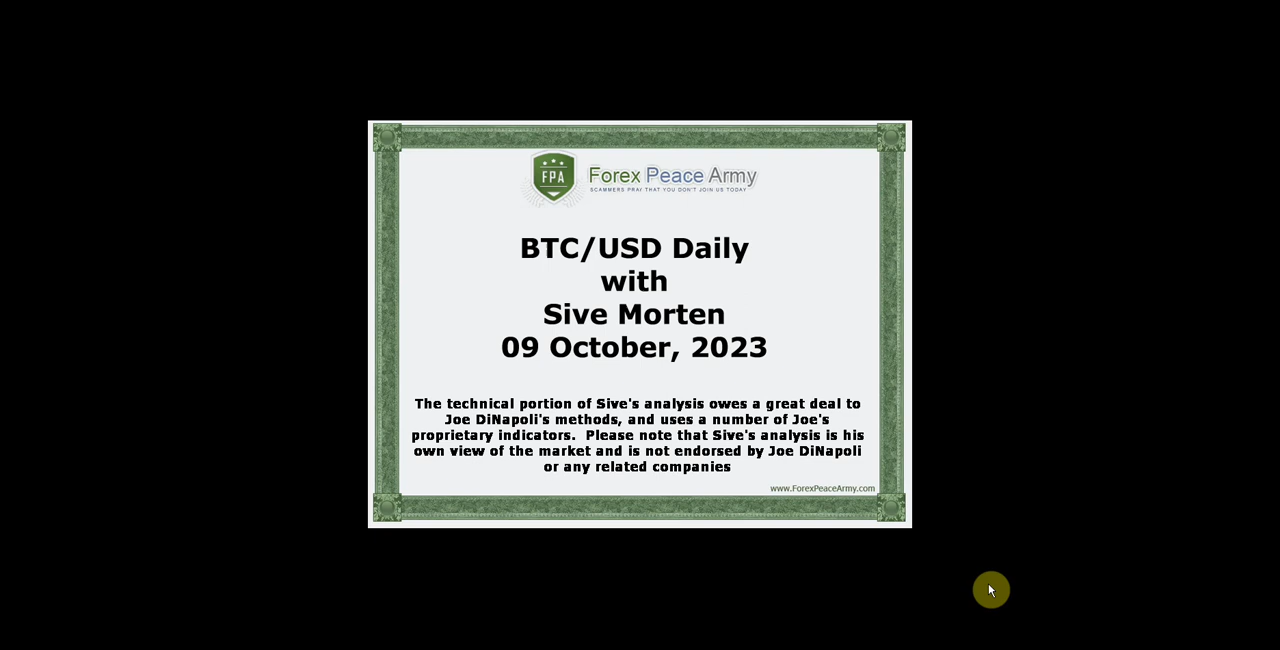 FPA
Forex Peace Army
SCAMMERS PRAY THAT YOU DON'T JOIN US TODAY
BTC/USD Daily
with
Sive Morten
09 October, 2023
The technical portion of Sive's analysis owes a great deal to
Joe DiNapoli's methods, and uses a number of Joe's
proprietary indicators.  Please note that Sive's analysis is his
own view of the market and is not endorsed by Joe DiNapoli
or any related companies
www.ForexPeaceArmy.com